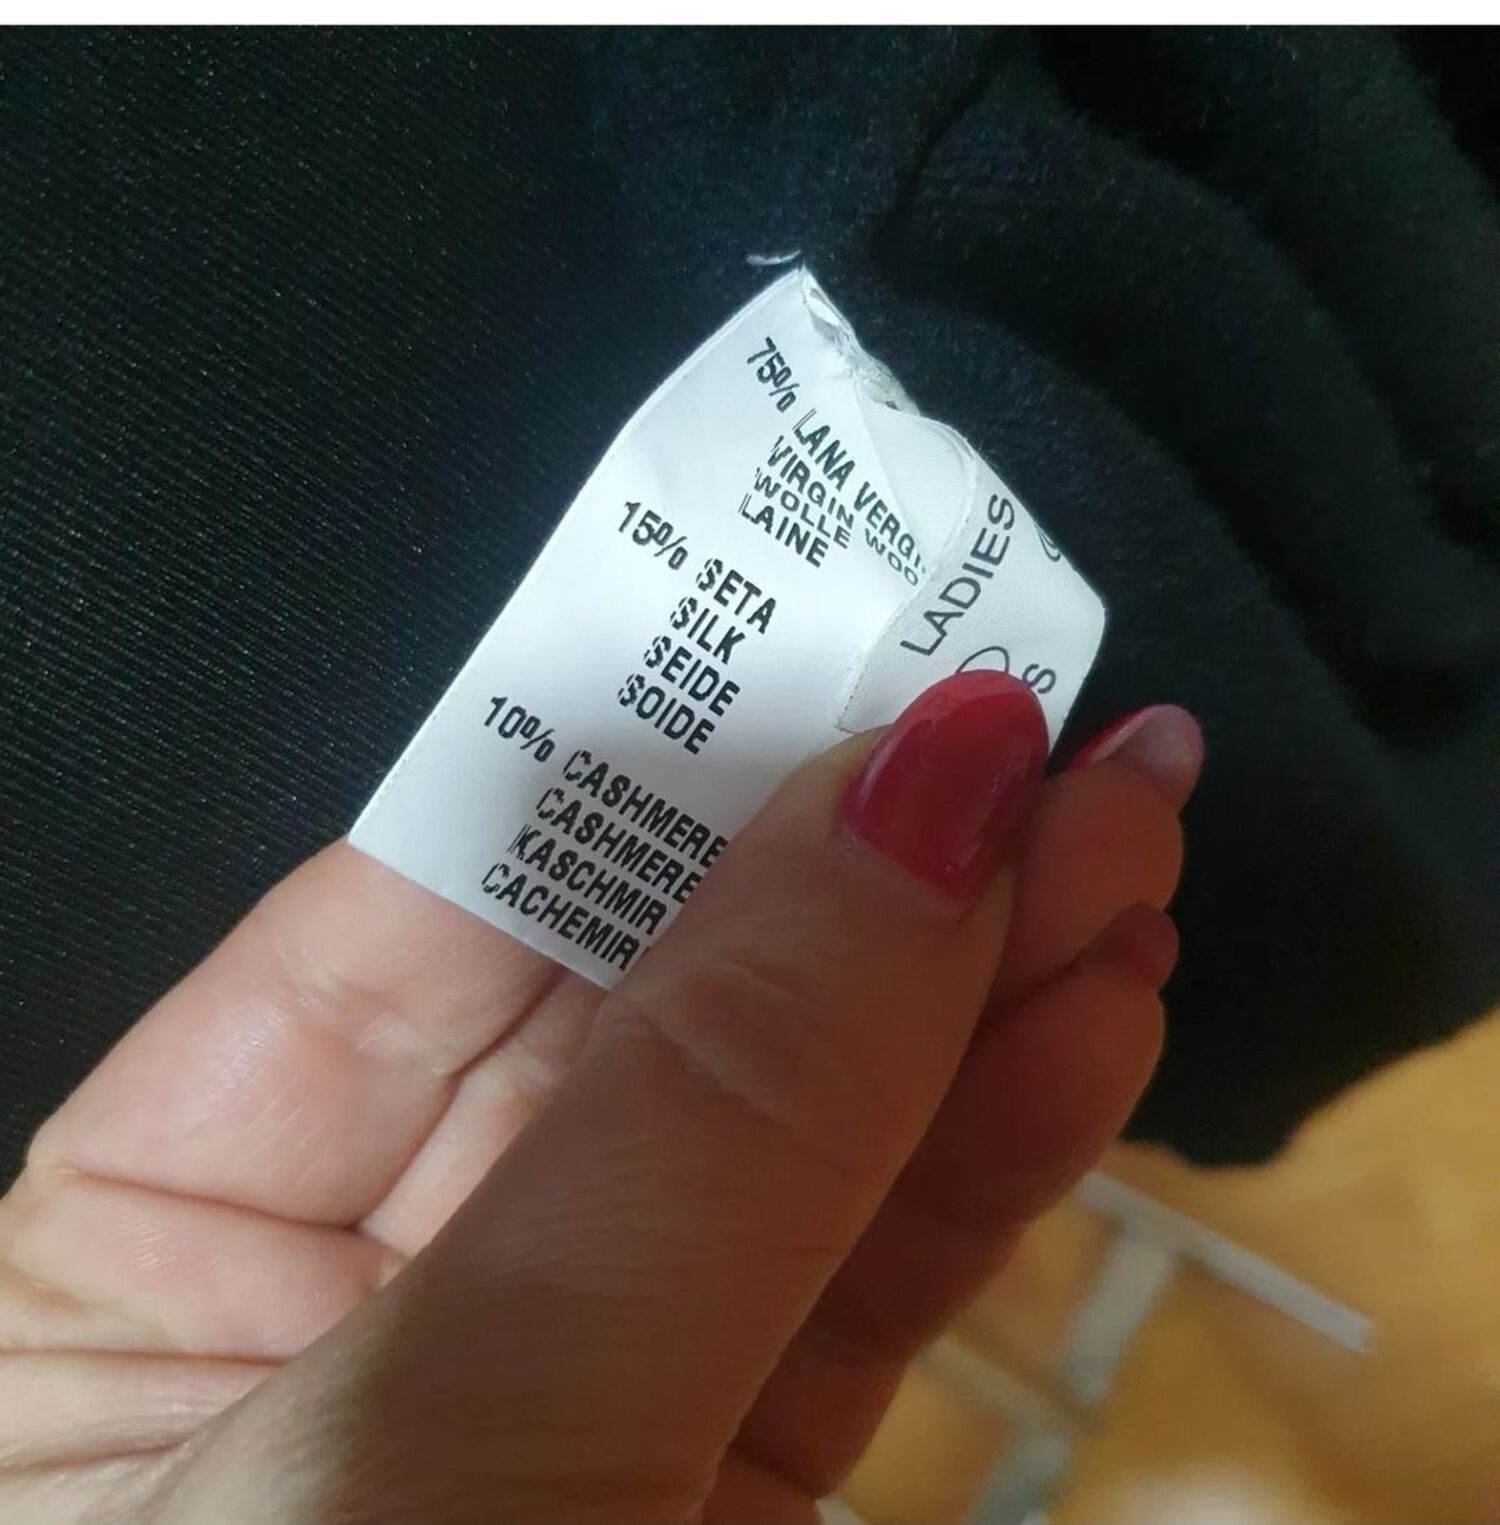 75% LANA VERGI
VIRGIN WOO
WOLLE
LAINE
15% SETA
SILK
SEIDE
SOIDE
10% CASHMERE
CASHMERE
KASCHMIR
CACHEMIR
LADIES
S